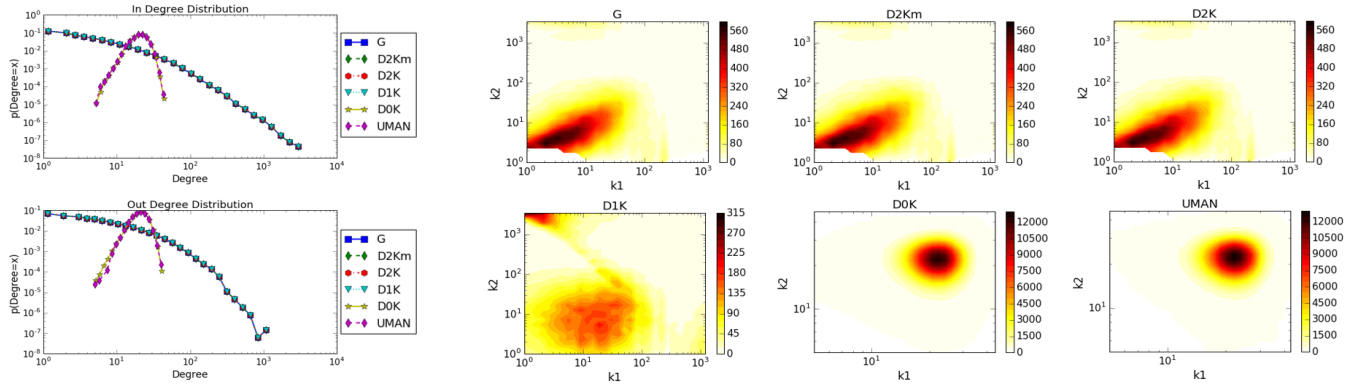 In Degree Distribution
p(Degree=x)
10^0
10^-1
10^-2
10^-3
10^-4
10^-5
10^-6
10^-7
10^-8
10^0 10^1 10^2 10^3 10^4
Degree
G
D2Km
D2K
D1K
D0K
UMAN
Out Degree Distribution
p(Degree=x)
10^-1
10^-2
10^-3
10^-4
10^-5
10^-6
10^-7
10^-8
10^0 10^1 10^2 10^3 10^4
Degree
G
D2Km
D2K
D1K
D0K
UMAN
G
k2
10^3
10^2
10^1
10^0
10^0 10^1 10^2 10^3
k1
560
480
400
320
240
160
80
0
D2Km
k2
10^3
10^2
10^1
10^0
10^0 10^1 10^2 10^3
k1
560
480
400
320
240
160
80
0
D2K
k2
10^3
10^2
10^1
10^0
10^0 10^1 10^2 10^3
k1
560
480
400
320
240
160
80
0
D1K
k2
10^3
10^2
10^1
10^0
10^0 10^1 10^2 10^3
k1
315
270
225
180
135
90
45
0
D0K
k2
10^1
10^1
k1
12000
10500
9000
7500
6000
4500
3000
1500
0
UMAN
k2
10^1
10^1
k1
12000
10500
9000
7500
6000
4500
3000
1500
0